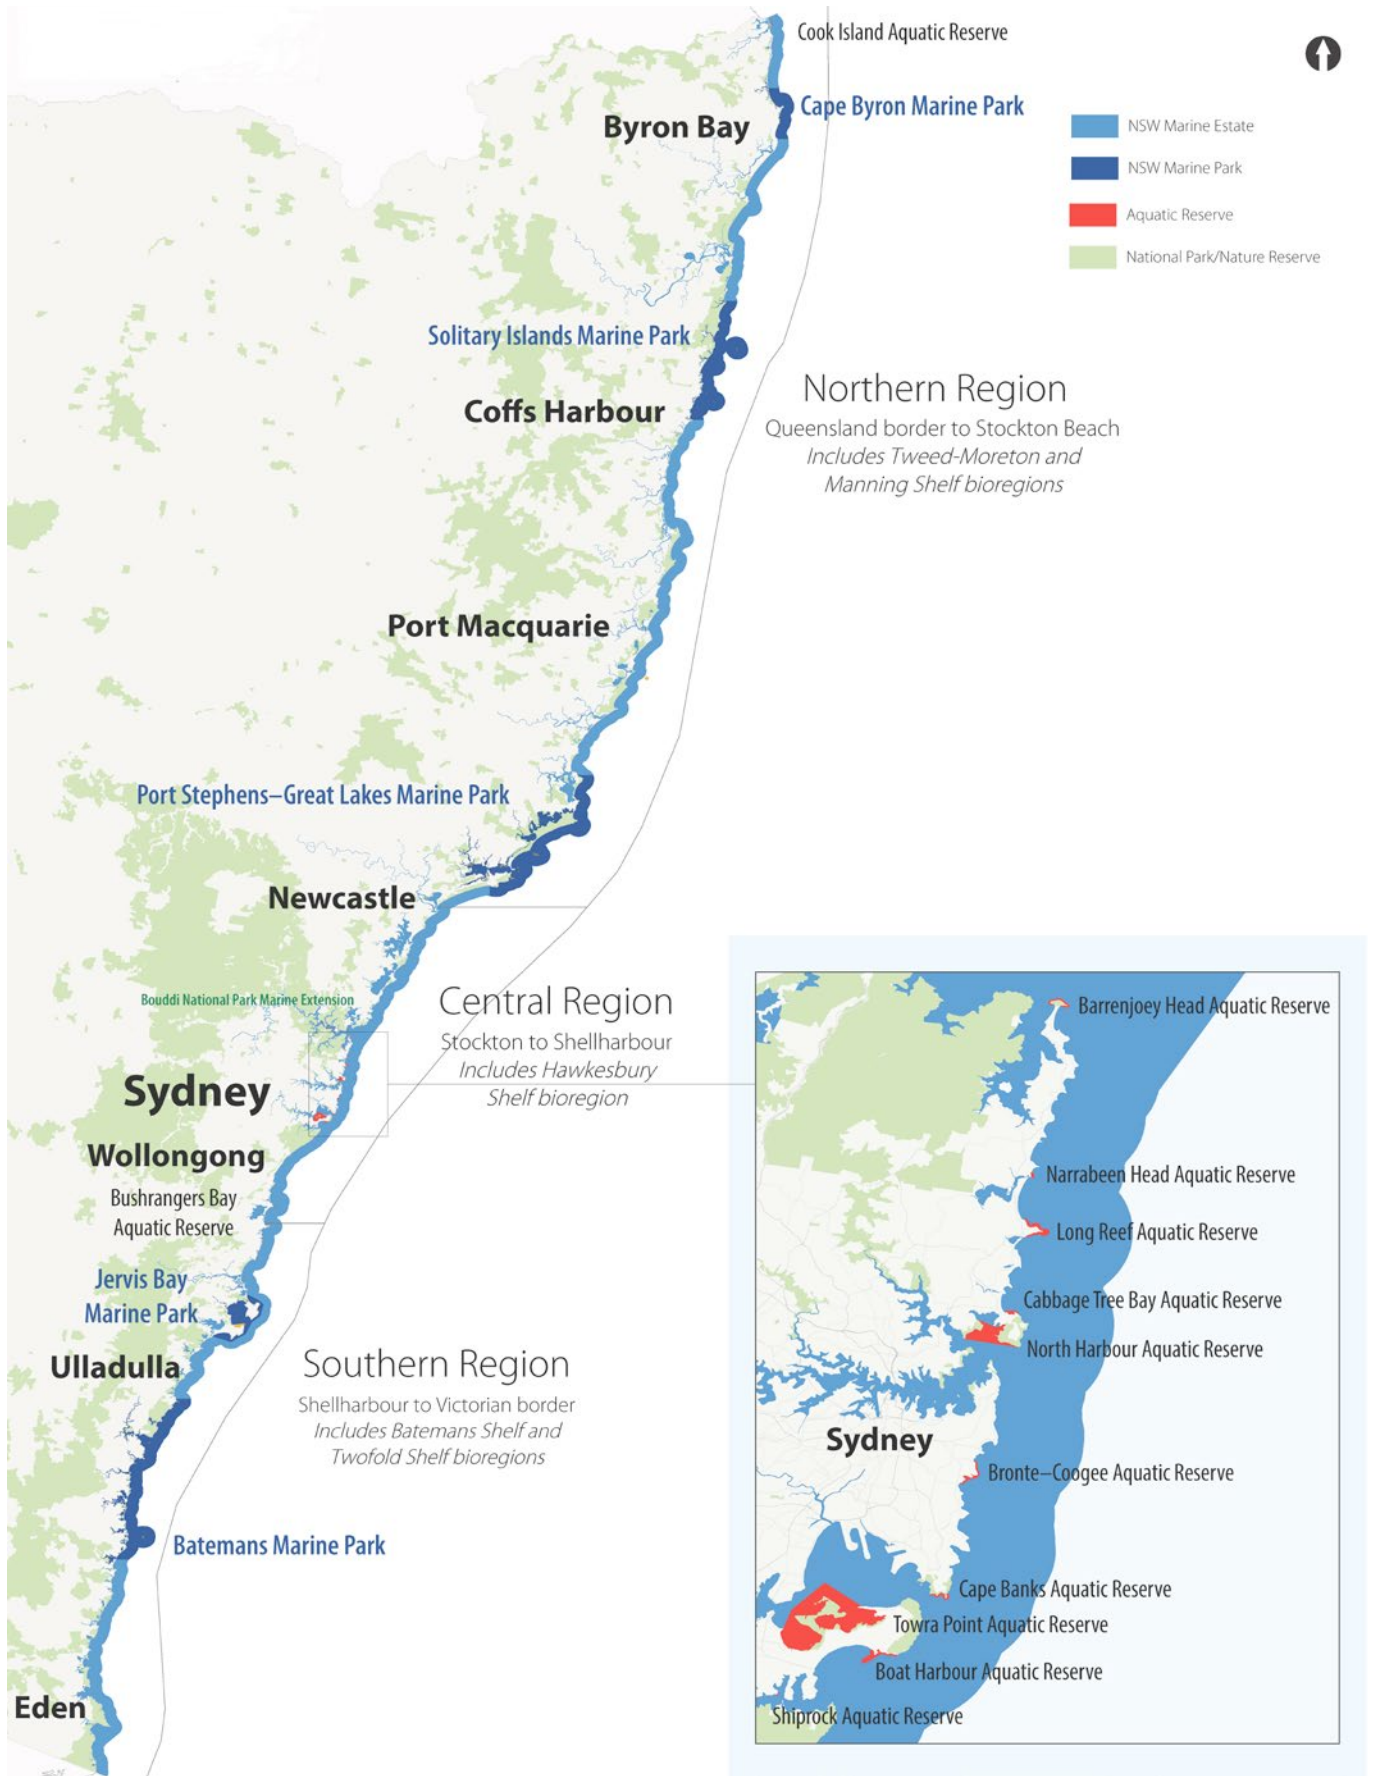 Cook Island Aquatic Reserve
Cape Byron Marine Park
Byron Bay
NSW Marine Estate
NSW Marine Park
Aquatic Reserve
National Park/Nature Reserve
Solitary Islands Marine Park
Coffs Harbour
Northern Region
Queensland border to Stockton Beach
Includes Tweed-Moreton and
Manning Shelf bioregions
Port Macquarie
Port Stephens–Great Lakes Marine Park
Newcastle
Bouddi National Park Marine Extension
Central Region
Stockton to Shellharbour
Includes Hawkesbury
Shelf bioregion
Sydney
Wollongong
Bushrangers Bay
Aquatic Reserve
Jervis Bay
Marine Park
Ulladulla
Southern Region
Shellharbour to Victorian border
Includes Batemans Shelf and
Twofold Shelf bioregions
Batemans Marine Park
Eden
Barrenjoey Head Aquatic Reserve
Narrabeen Head Aquatic Reserve
Long Reef Aquatic Reserve
Cabbage Tree Bay Aquatic Reserve
North Harbour Aquatic Reserve
Sydney
Bronte–Coogee Aquatic Reserve
Cape Banks Aquatic Reserve
Towra Point Aquatic Reserve
Boat Harbour Aquatic Reserve
Shiprock Aquatic Reserve